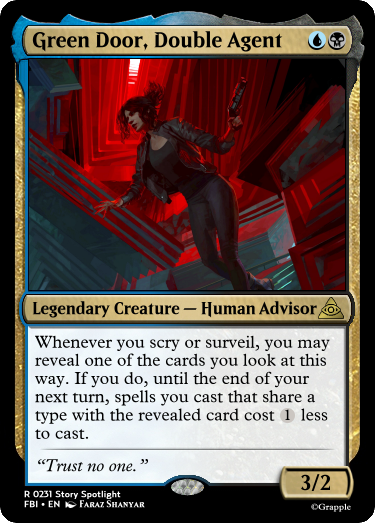 Green Door, Double Agent
Legendary Creature — Human Advisor
Whenever you scry or surveil, you may
reveal one of the cards you look at this
way. If you do, until the end of your
next turn, spells you cast that share a
type with the revealed card cost 1 less
to cast.
“Trust no one.”
3/2
R 0231 Story Spotlight
FBI • EN Faraz Shanyar
©Grapple